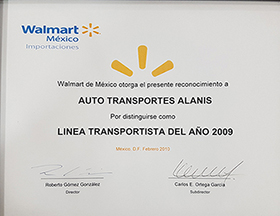 Walmart
México
Importaciones
Walmart de México otorga el presente reconocimiento a
AUTO TRANSPORTES ALANIS
Por distinguirse como
LINEA TRANSPORTISTA DEL AÑO 2009
México, D.F. Febrero 2010
Roberto Gómez González
Director
Carlos E. Ortega García
Subdirector